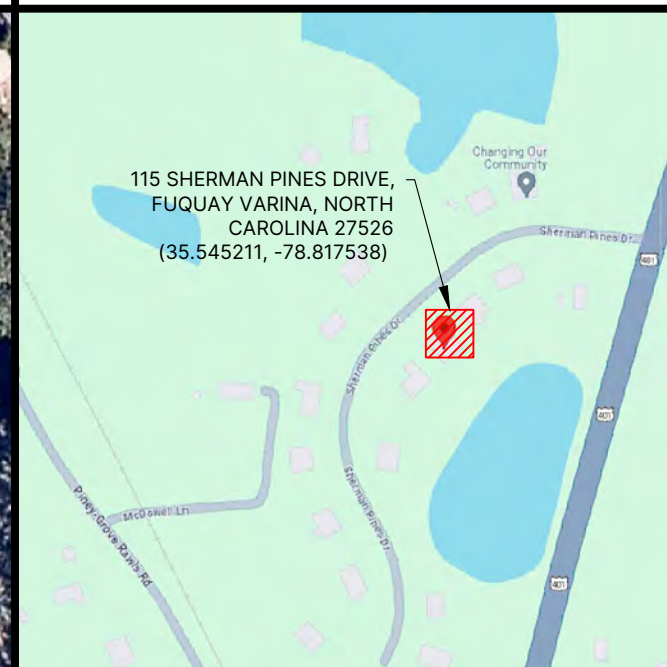 Changing Our
Community
115 SHERMAN PINES DRIVE,
FUQUAY VARINA, NORTH
CAROLINA 27526
(35.545211, -78.817538)
Sherman Pines Dr
401
Sherman Pines Dr
401
Sherman Pines Dr
McDowell Ln
Piney-Grove Rawls Rd
401